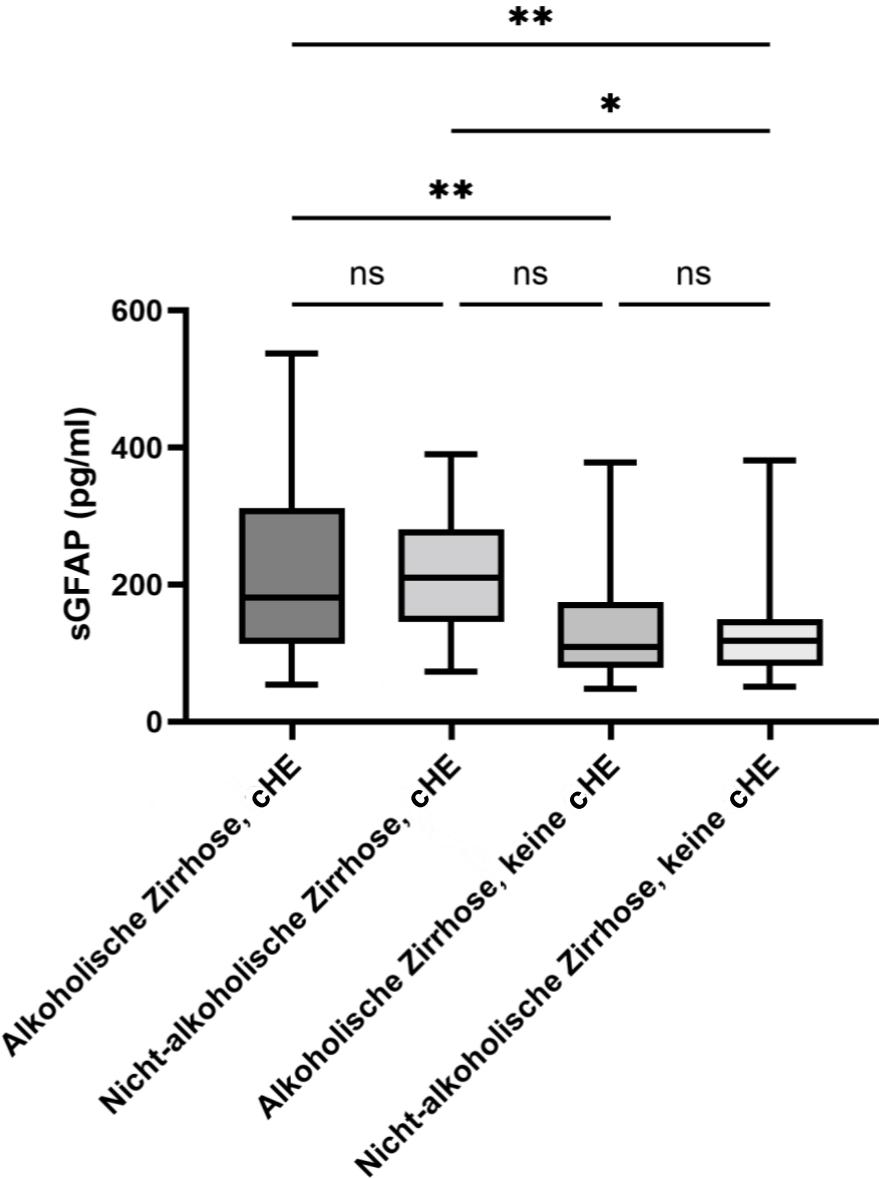 **
*
**
ns ns ns
600
400
200
0
sGFAP (pg/ml)
Alkoholische Zirrhose, cHE
Nicht-alkoholische Zirrhose, cHE
Alkoholische Zirrhose, keine cHE
Nicht-alkoholische Zirrhose, keine cHE